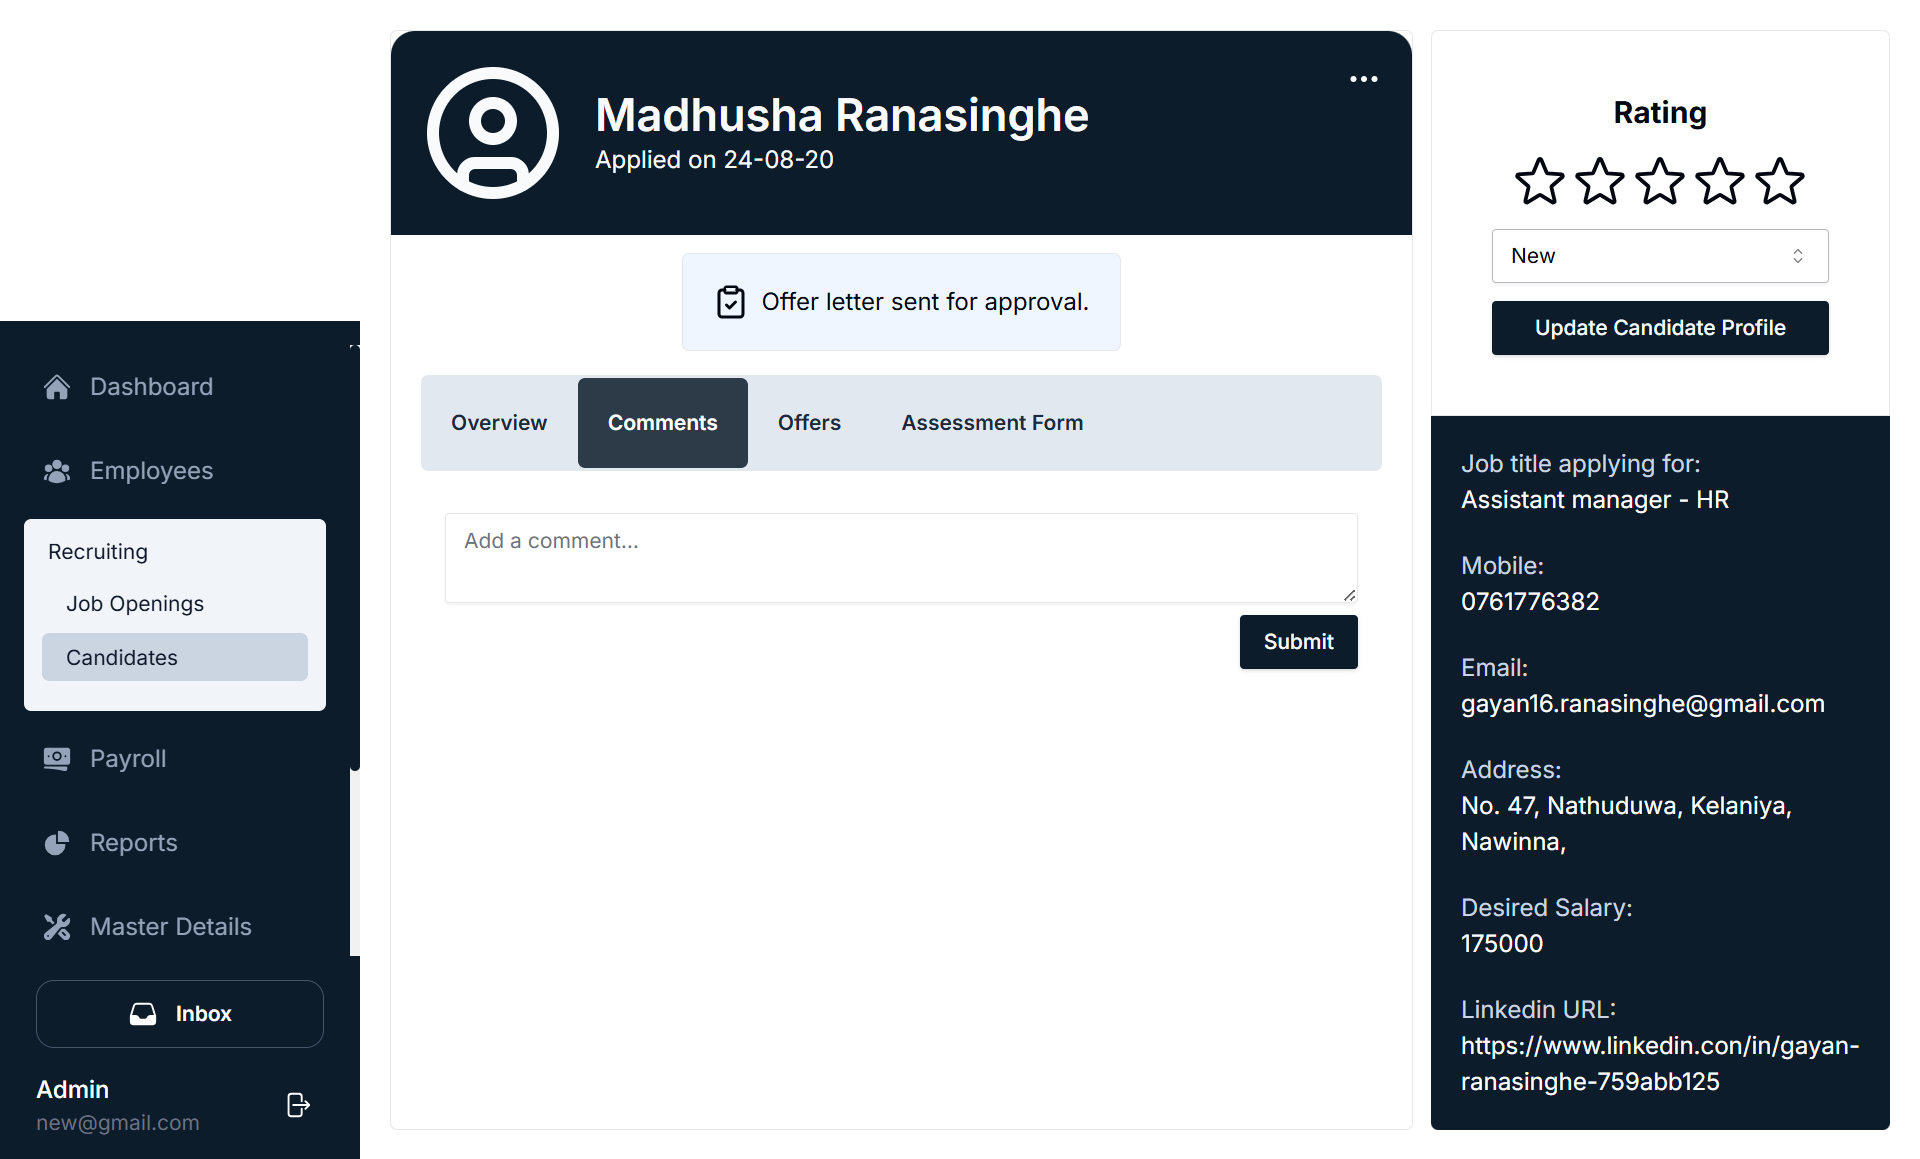 Dashboard
Employees
Recruiting
Job Openings
Candidates
Payroll
Reports
Master Details
Inbox
Admin
new@gmail.com
Madhusha Ranasinghe
Applied on 24-08-20
Offer letter sent for approval.
Overview Comments Offers Assessment Form
Add a comment...
Submit
Rating
New
Update Candidate Profile
Job title applying for:
Assistant manager - HR
Mobile:
0761776382
Email:
gayan16.ranasinghe@gmail.com
Address:
No. 47, Nathuduwa, Kelaniya,
Nawinna,
Desired Salary:
175000
Linkedin URL:
https://www.linkedin.con/in/gayan-
ranasinghe-759abb125